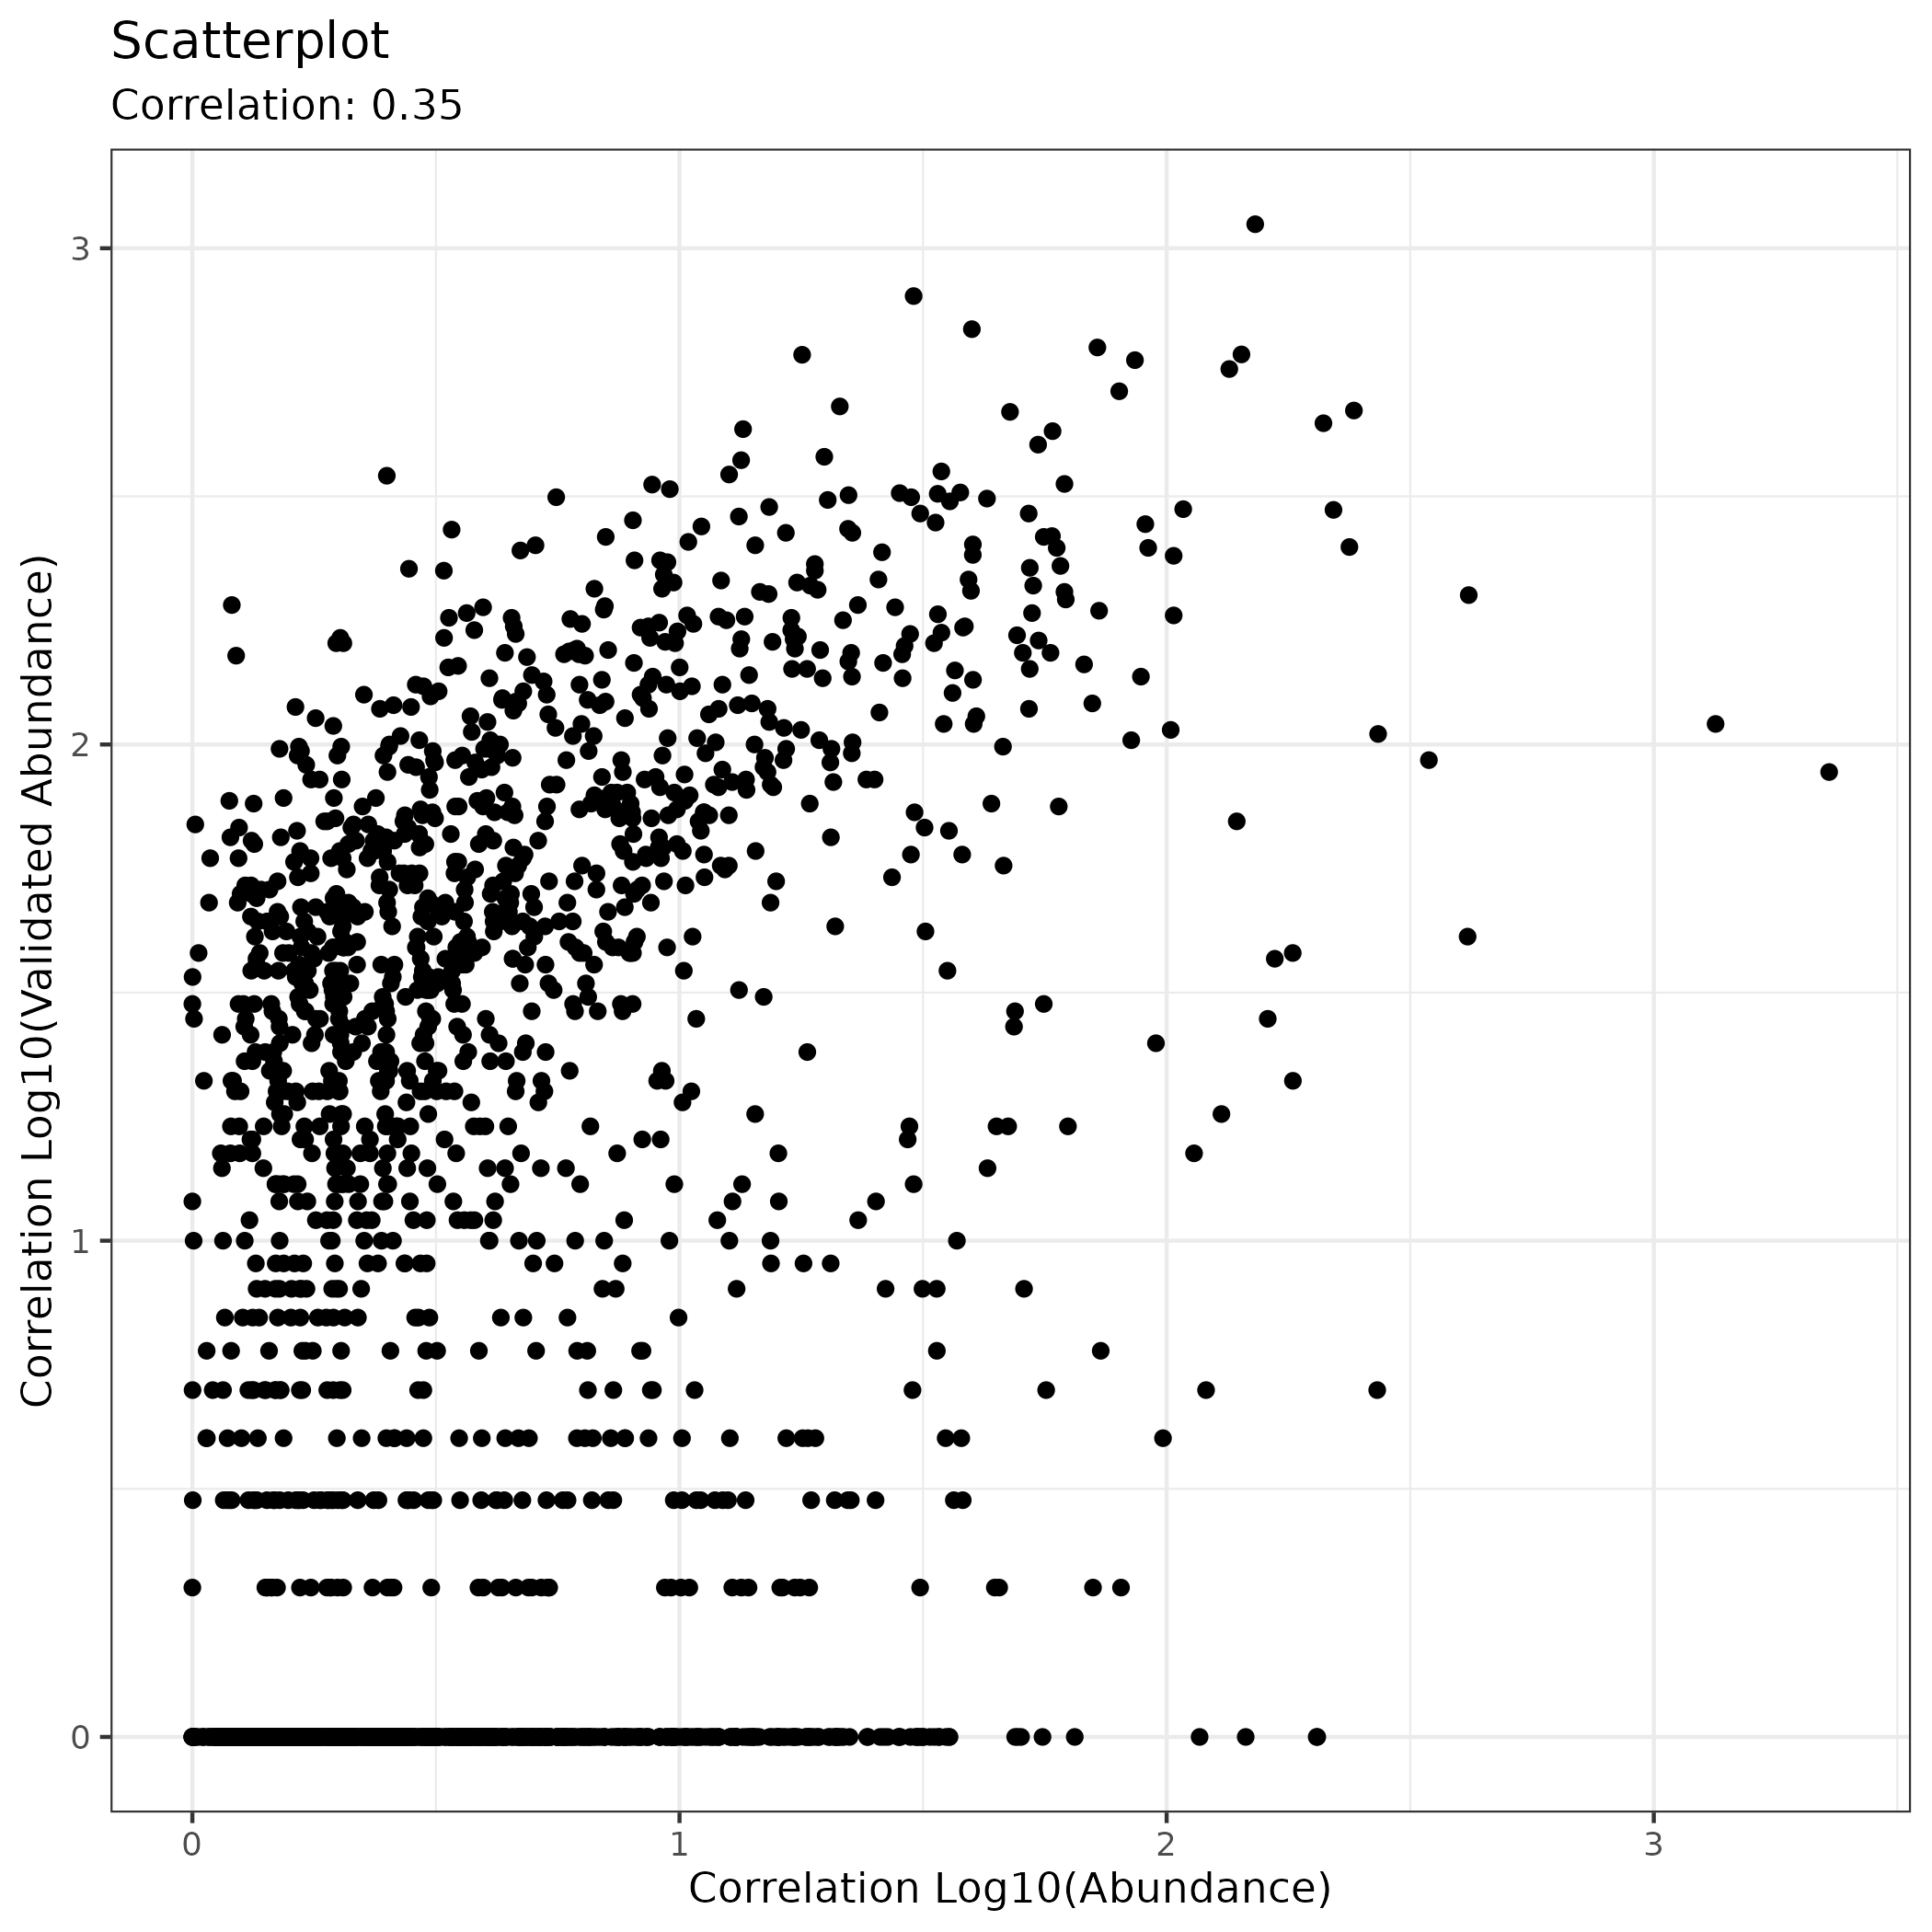 Scatterplot
Correlation: 0.35
Correlation Log10(Validated Abundance)
3
2
1
0
0 1 2 3
Correlation Log10(Abundance)